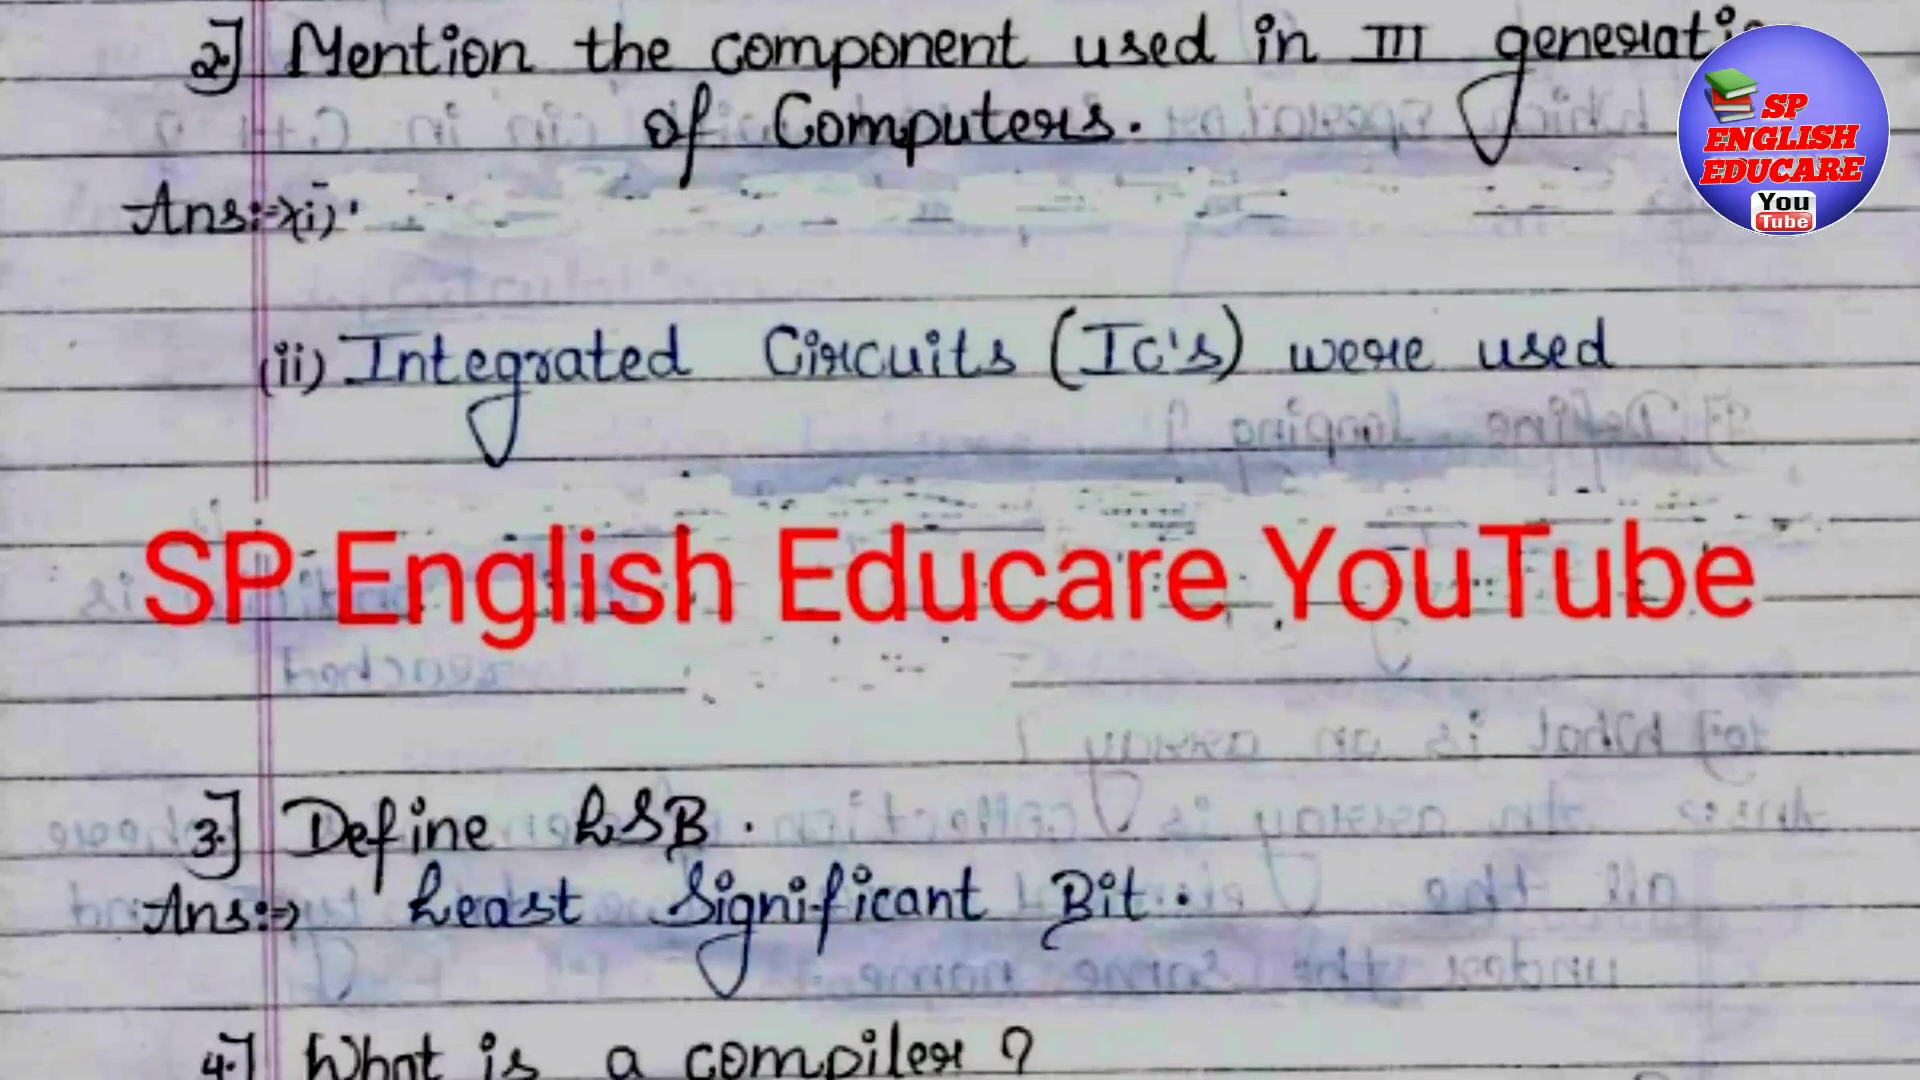 2.] Mention the component used in III generatio
of Computers.
SP
ENGLISH
EDUCARE
You
Tube
Ans:→(i)
(ii) Integrated Circuits (Ic's) were used
SP English Educare YouTube
3.] Define LSB.
Ans:→ Least Significant Bit.
4.] What is a compiler ?